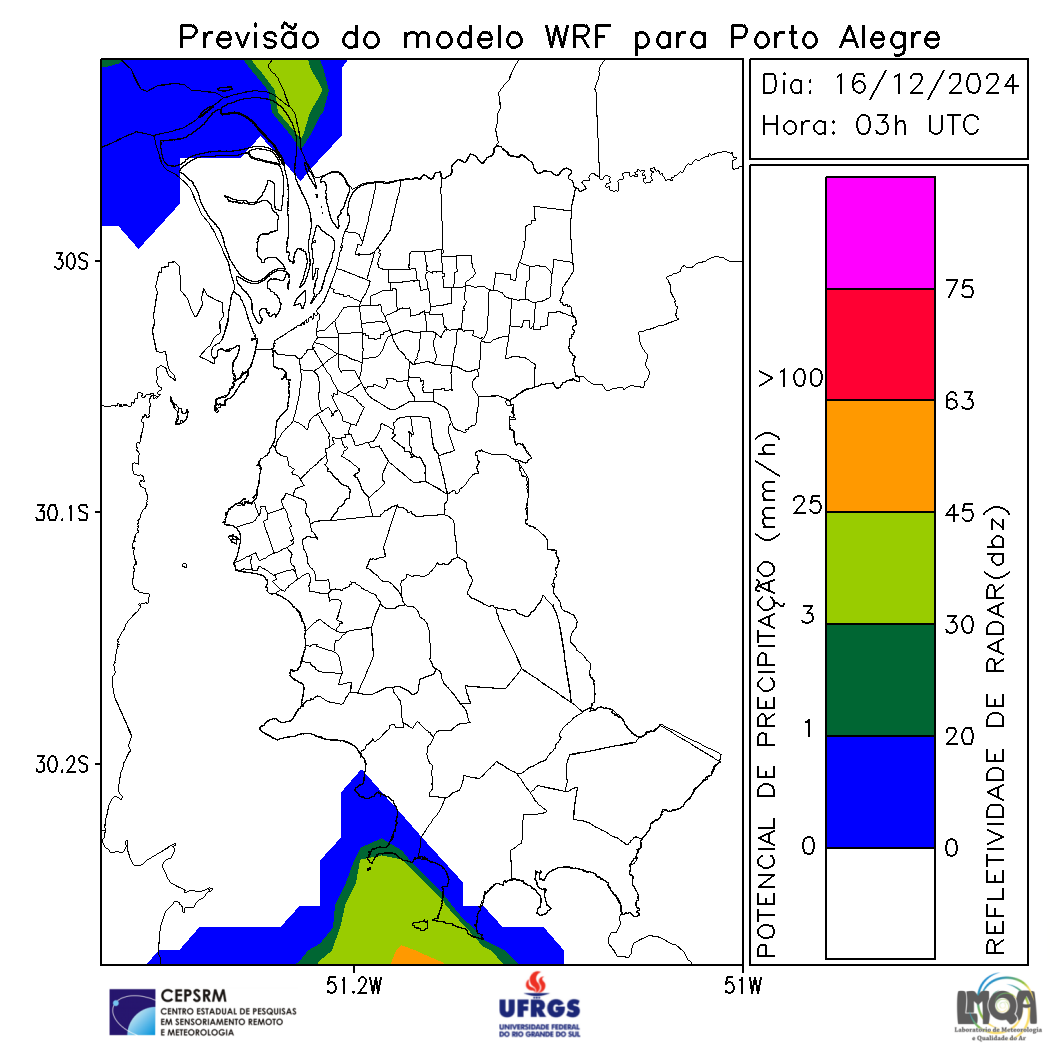 Previsão do modelo WRF para Porto Alegre
Dia: 16/12/2024
Hora: 03h UTC
30S
30.1S
30.2S
51.2W
51W
POTENCIAL DE PRECIPITAÇÃO (mm/h)
>100
25
3
1
0
75
63
45
30
20
0
REFLETIVIDADE DE RADAR(dbz)
CEPSRM
CENTRO ESTADUAL DE PESQUISAS
EM SENSORIAMENTO REMOTO
E METEOROLOGIA
UFRGS
UNIVERSIDADE FEDERAL
DO RIO GRANDE DO SUL
LMQA
Laboratório de Meteorologia
e Qualidade do Ar